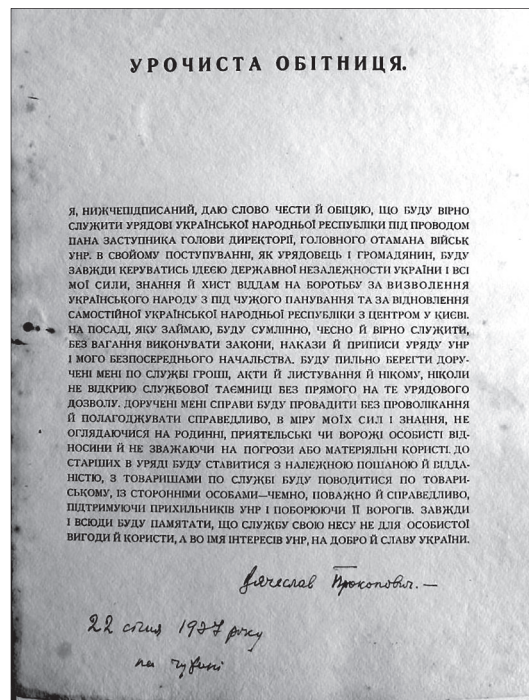 УРОЧИСТА ОБІТНИЦЯ.
Я, НИЖЧЕПІДПИСАНИЙ, ДАЮ СЛОВО ЧЕСТИ Й ОБІЦЯЮ, ЩО БУДУ ВІРНО
СЛУЖИТИ УРЯДОВІ УКРАЇНСЬКОЇ НАРОДНЬОЇ РЕСПУБЛІКИ ПІД ПРОВОДОМ
ПАНА ЗАСТУПНИКА ГОЛОВИ ДИРЕКТОРІЇ, ГОЛОВНОГО ОТАМАНА ВІЙСЬК
УНР. В СВОЙОМУ ПОСТУПУВАННІ, ЯК УРЯДОВЕЦЬ І ГРОМАДЯНИН, БУДУ
ЗАВЖДИ КЕРУВАТИСЬ ІДЕЄЮ ДЕРЖАВНОЇ НЕЗАЛЕЖНОСТИ УКРАЇНИ І ВСІ
МОЇ СИЛИ, ЗНАННЯ Й ХИСТ ВІДДАМ НА БОРОТЬБУ ЗА ВИЗВОЛЕННЯ
УКРАЇНСЬКОГО НАРОДУ З ПІД ЧУЖОГО ПАНУВАННЯ ТА ЗА ВІДНОВЛЕННЯ
САМОСТІЙНОЇ УКРАЇНСЬКОЇ НАРОДНЬОЇ РЕСПУБЛІКИ З ЦЕНТРОМ У КИЄВІ.
НА ПОСАДІ, ЯКУ ЗАЙМАЮ, БУДУ СУМЛІННО, ЧЕСНО Й ВІРНО СЛУЖИТИ,
БЕЗ ВАГАННЯ ВИКОНУВАТИ ЗАКОНИ, НАКАЗИ Й ПРИПИСИ УРЯДУ УНР
І МОГО БЕЗПОСЕРЕДНЬОГО НАЧАЛЬСТВА. БУДУ ПИЛЬНО БЕРЕГТИ ДОРУ-
ЧЕНІ МЕНІ ПО СЛУЖБІ ГРОШІ, АКТИ Й ЛИСТУВАННЯ Й НІКОМУ, НІКОЛИ
НЕ ВІДКРИЮ СЛУЖБОВОЇ ТАЄМНИЦІ БЕЗ ПРЯМОГО НА ТЕ УРЯДОВОГО
ДОЗВОЛУ. ДОРУЧЕНІ МЕНІ СПРАВИ БУДУ ПРОВАДИТИ БЕЗ ПРОВОЛІКАННЯ
Й ПОЛАГОДЖУВАТИ СПРАВЕДЛИВО, В МІРУ МОЇХ СИЛ І ЗНАННЯ, НЕ
ОГЛЯДАЮЧИСЯ НА РОДИННІ, ПРИЯТЕЛЬСЬКІ ЧИ ВОРОЖІ ОСОБИСТІ ВІД-
НОСИНИ Й НЕ ЗВАЖАЮЧИ НА ПОГРОЗИ АБО МАТЕРІЯЛЬНІ КОРИСТІ. ДО
СТАРШИХ В УРЯДІ БУДУ СТАВИТИСЯ З НАЛЕЖНОЮ ПОШАНОЮ Й ВІДДА-
НІСТЮ, З ТОВАРИШАМИ ПО СЛУЖБІ БУДУ ПОВОДИТИСЯ ПО ТОВАРИ-
СЬКОМУ, ІЗ СТОРОННІМИ ОСОБАМИ—ЧЕМНО, ПОВАЖНО Й СПРАВЕДЛИВО,
ПІДТРИМУЮЧИ ПРИХИЛЬНИКІВ УНР І ПОБОРЮЮЧИ ЇЇ ВОРОГІВ. ЗАВЖДИ
І ВСЮДИ БУДУ ПАМЯТАТИ, ЩО СЛУЖБУ СВОЮ НЕСУ НЕ ДЛЯ ОСОБИСТОЇ
ВИГОДИ Й КОРИСТИ, А ВО ІМЯ ІНТЕРЕСІВ УНР, НА ДОБРО Й СЛАВУ УКРАЇНИ.
Вячеслав Прокопович.—
22 січня 1927 року
на чужині